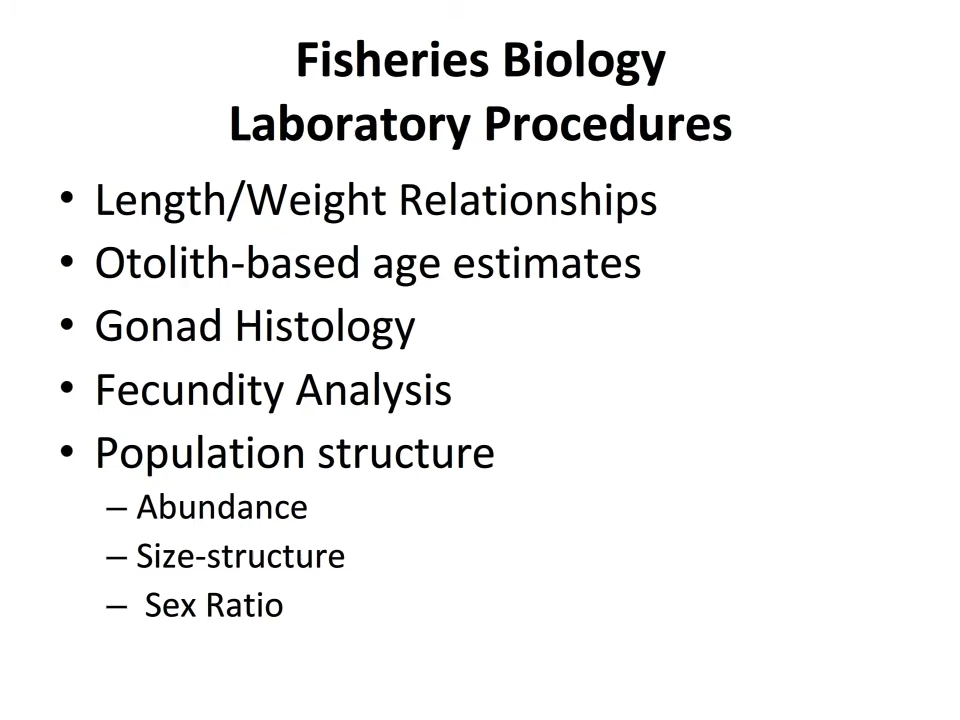 Fisheries Biology
Laboratory Procedures
• Length/Weight Relationships
• Otolith-based age estimates
• Gonad Histology
• Fecundity Analysis
• Population structure
– Abundance
– Size-structure
– Sex Ratio